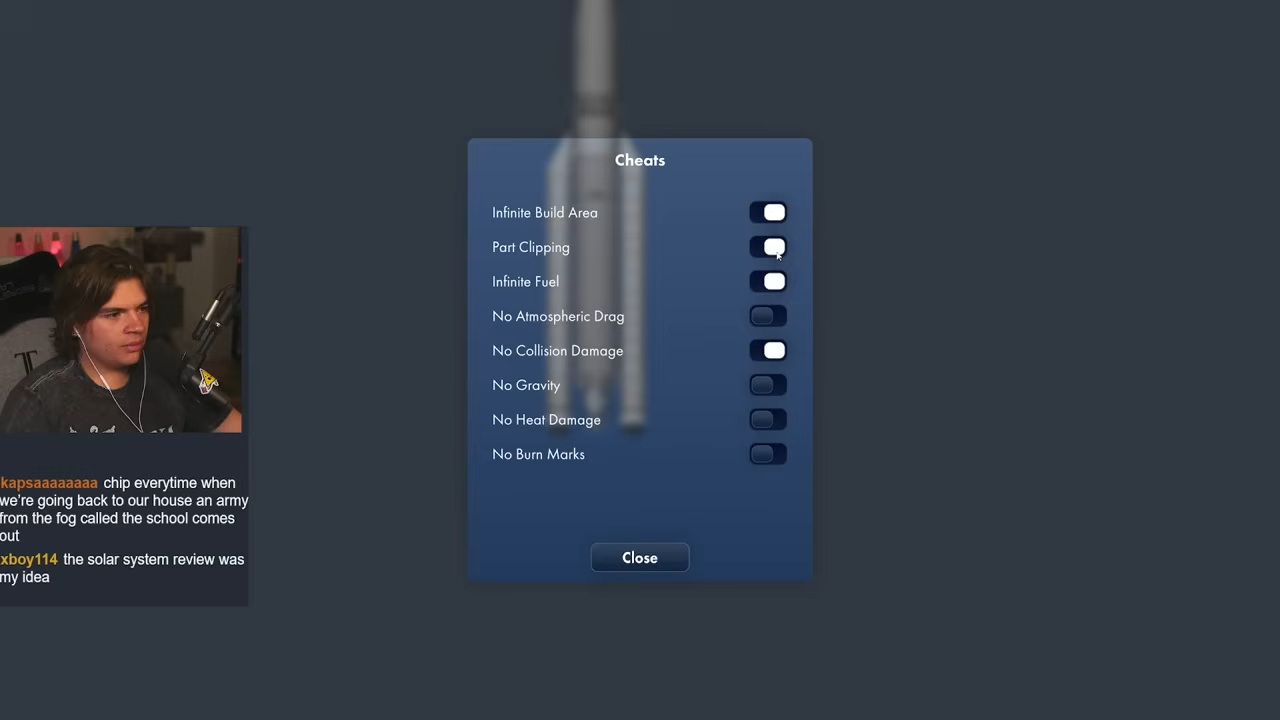 Cheats
Infinite Build Area
Part Clipping
Infinite Fuel
No Atmospheric Drag
No Collision Damage
No Gravity
No Heat Damage
No Burn Marks
Close
kapsaaaaaaaa chip everytime when
we're going back to our house an army
from the fog called the school comes
out
xboy114 the solar system review was
my idea